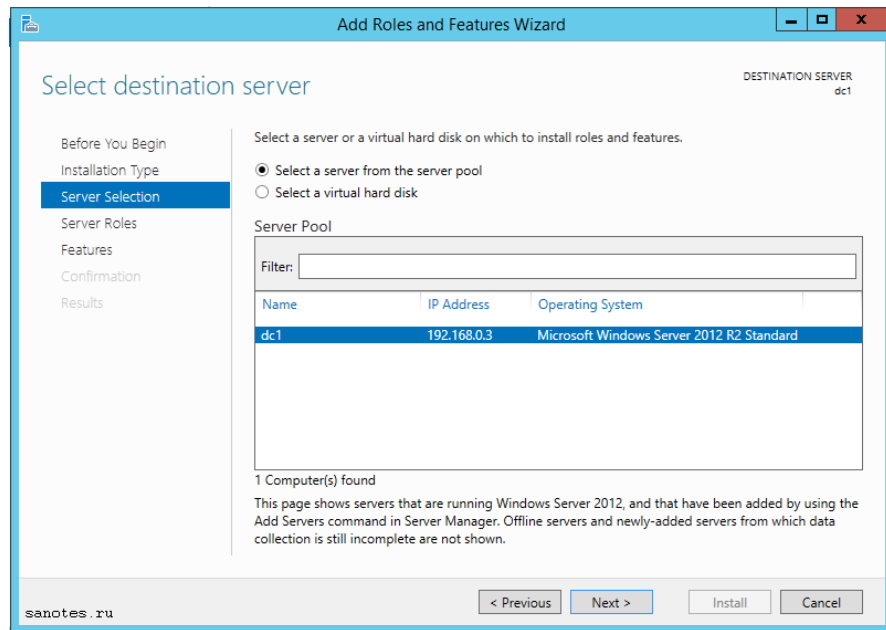 Add Roles and Features Wizard
Select destination server
DESTINATION SERVER
dc1
Before You Begin
Installation Type
Server Selection
Server Roles
Features
Confirmation
Results
Select a server or a virtual hard disk on which to install roles and features.
Select a server from the server pool
Select a virtual hard disk
Server Pool
Filter:
Name IP Address Operating System
dc1 192.168.0.3 Microsoft Windows Server 2012 R2 Standard
1 Computer(s) found
This page shows servers that are running Windows Server 2012, and that have been added by using the
Add Servers command in Server Manager. Offline servers and newly-added servers from which data
collection is still incomplete are not shown.
< Previous Next > Install Cancel
sanotes.ru